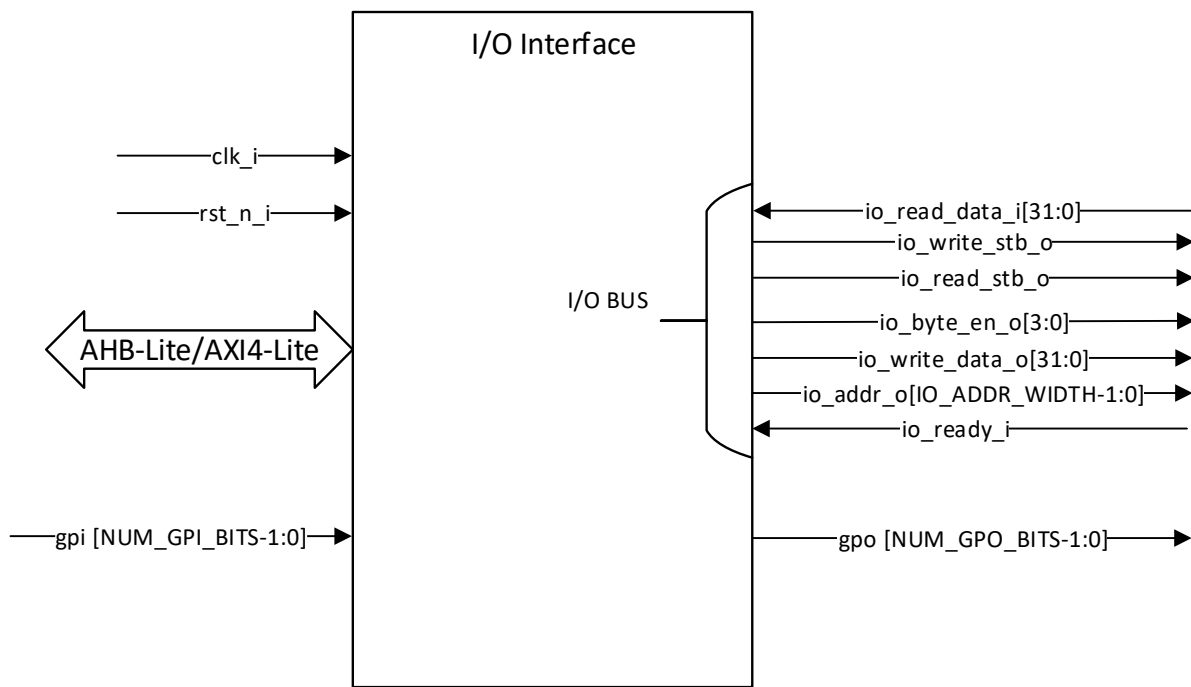 I/O Interface
clk_i
rst_n_i
AHB-Lite/AXI4-Lite
gpi [NUM_GPI_BITS-1:0]
I/O BUS
io_read_data_i[31:0]
io_write_stb_o
io_read_stb_o
io_byte_en_o[3:0]
io_write_data_o[31:0]
io_addr_o[IO_ADDR_WIDTH-1:0]
io_ready_i
gpo [NUM_GPO_BITS-1:0]